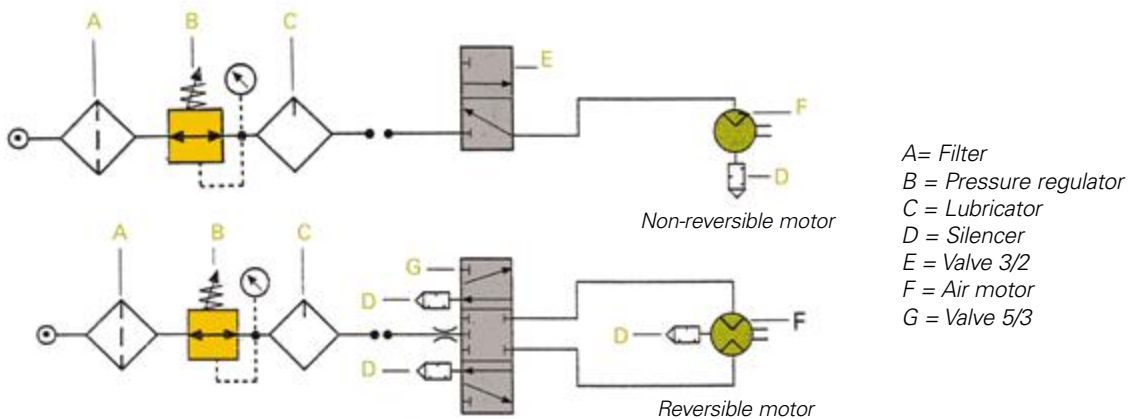 A
B
C
E
F
D
Non-reversible motor
A
B
C
G
D
D
D
F
Reversible motor
A= Filter
B = Pressure regulator
C = Lubricator
D = Silencer
E = Valve 3/2
F = Air motor
G = Valve 5/3